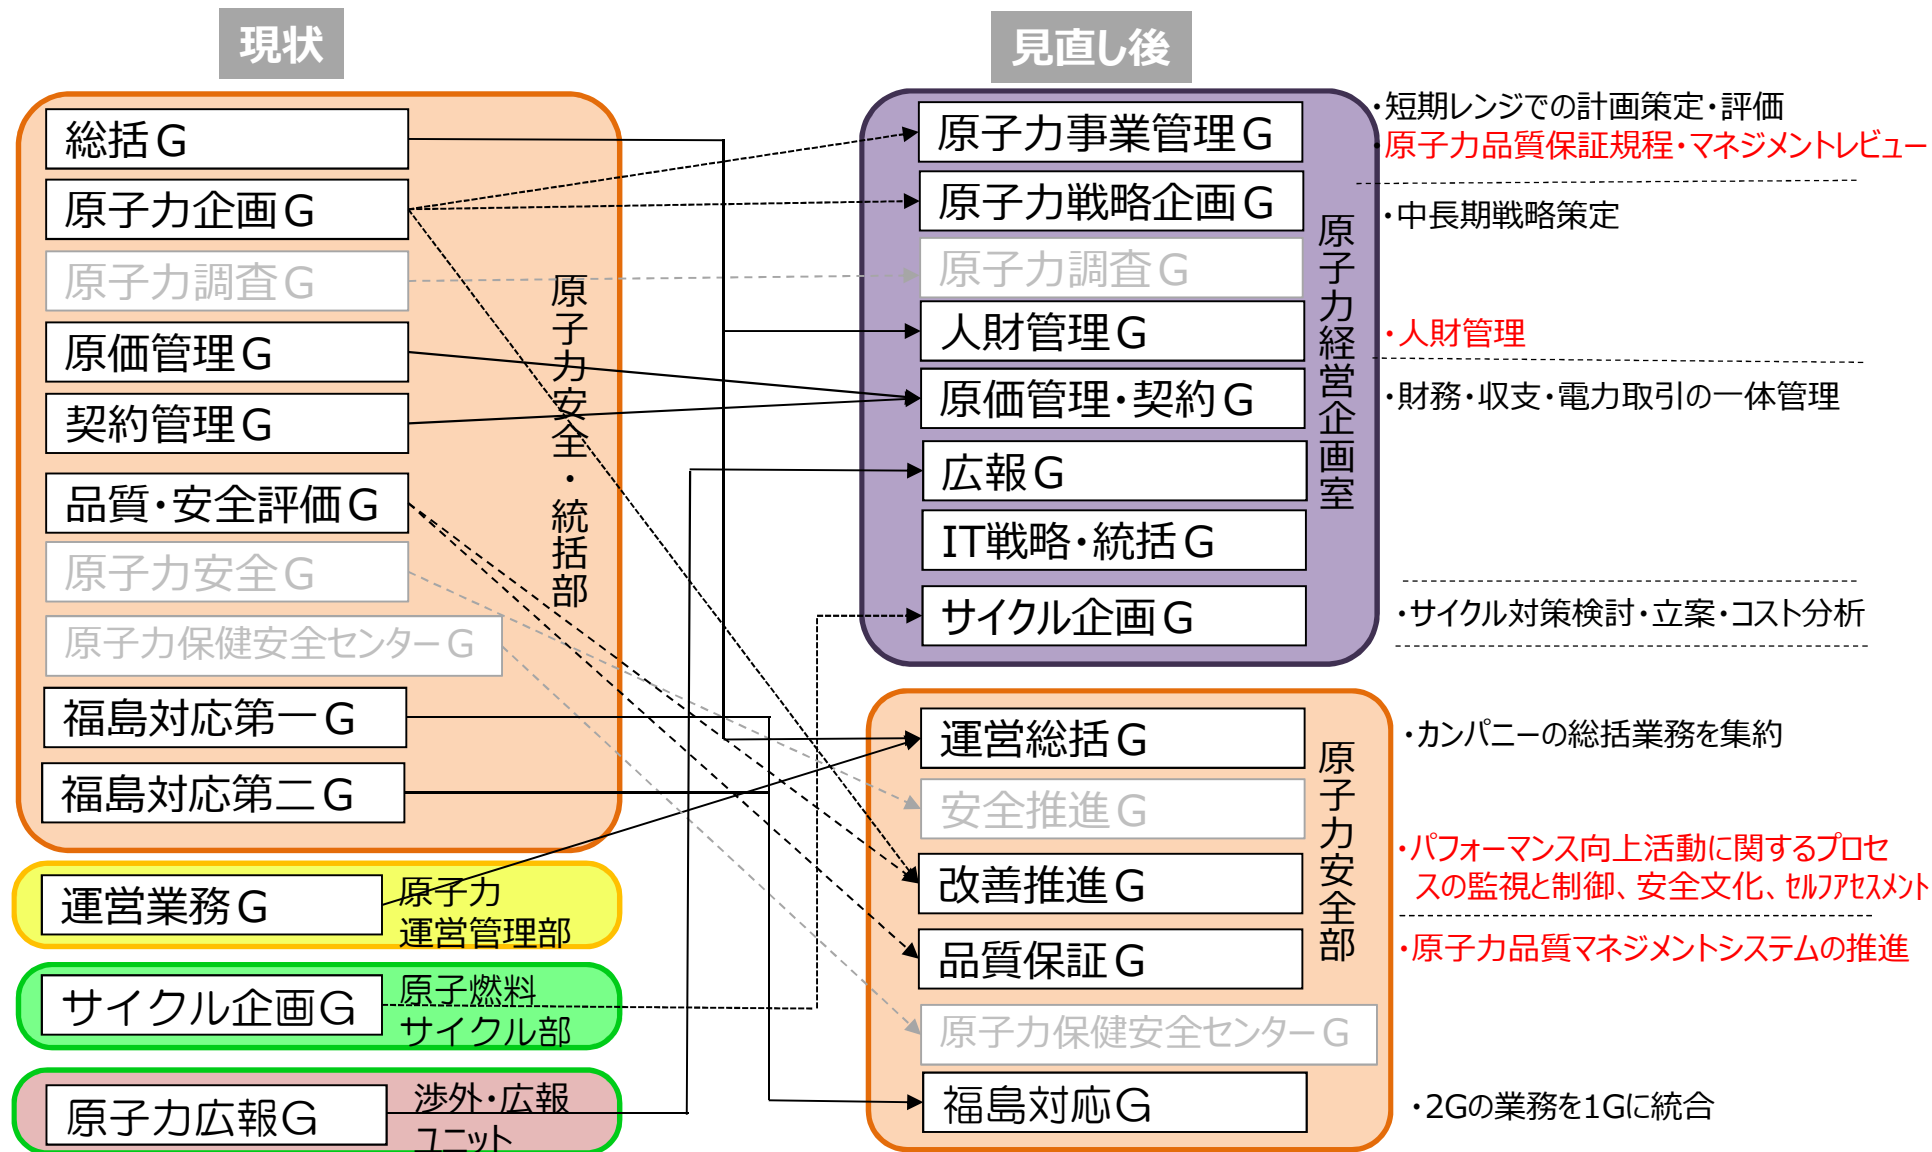 現状
総括G
原子力企画G
原子力調査G
原価管理G
契約管理G
品質・安全評価G
原子力安全G
原子力保健安全センターG
福島対応第一G
福島対応第二G
原子力安全・統括部
運営業務G
原子力
運営管理部
サイクル企画G
原子燃料
サイクル部
原子力広報G
渉外・広報
ユニット
見直し後
原子力事業管理G
原子力戦略企画G
原子力調査G
人財管理G
原価管理・契約G
広報G
IT戦略・統括G
サイクル企画G
原子力経営企画室
・短期レンジでの計画策定・評価
・原子力品質保証規程・マネジメントレビュー
・中長期戦略策定
・人財管理
・財務・収支・電力取引の一体管理
・サイクル対策検討・立案・コスト分析
運営総括G
安全推進G
改善推進G
品質保証G
原子力保健安全センターG
福島対応G
原子力安全部
・カンパニーの総括業務を集約
・パフォーマンス向上活動に関するプロセ
スの監視と制御、安全文化、セルフアセスメント
・原子力品質マネジメントシステムの推進
・2Gの業務を1Gに統合